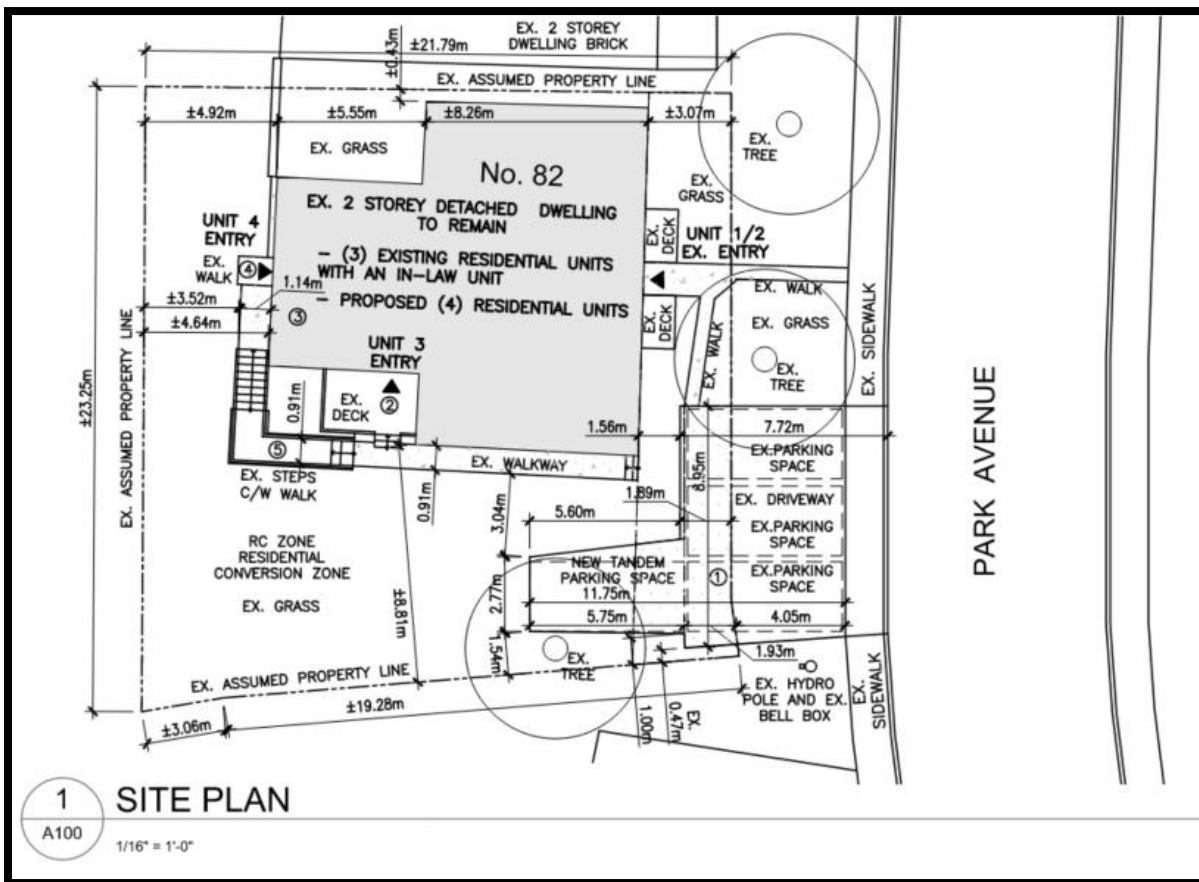 EX. 2 STOREY
DWELLING BRICK
±21.79m
±0.43m
EX. ASSUMED PROPERTY LINE
±4.92m
±5.55m
±8.26m
±3.07m
EX. GRASS
No. 82
EX.
TREE
EX.
GRASS
EX. 2 STOREY DETACHED DWELLING
TO REMAIN
UNIT 4
ENTRY
EX.
DECK
UNIT 1/2
EX. ENTRY
- (3) EXISTING RESIDENTIAL UNITS
WITH AN IN-LAW UNIT
EX.
WALK
4
1.14m
- PROPOSED (4) RESIDENTIAL UNITS
EX. WALK
±3.52m
3
EX.
DECK
EX. GRASS
±4.64m
EX. WALK
EX. SIDEWALK
UNIT 3
ENTRY
EX.
TREE
EX. ASSUMED PROPERTY LINE
±23.25m
PARK AVENUE
0.91m
EX.
DECK
2
1.56m
7.72m
5
EX. WALKWAY
EX.PARKING
SPACE
8.95m
EX. STEPS
C/W WALK
0.91m
3.04m
1.89m
EX. DRIVEWAY
5.60m
EX.PARKING
SPACE
RC ZONE
RESIDENTIAL
CONVERSION ZONE
NEW TANDEM
PARKING SPACE
1
EX.PARKING
SPACE
EX. GRASS
±8.81m
2.77m
11.75m
5.75m
4.05m
1.54m
1.93m
EX.
TREE
EX. ASSUMED PROPERTY LINE
EX. HYDRO
POLE AND EX.
BELL BOX
EX.
SIDEWALK
±19.28m
±3.06m
1.00m
0.47m
EX.
1
A100
SITE PLAN
1/16" = 1'-0"